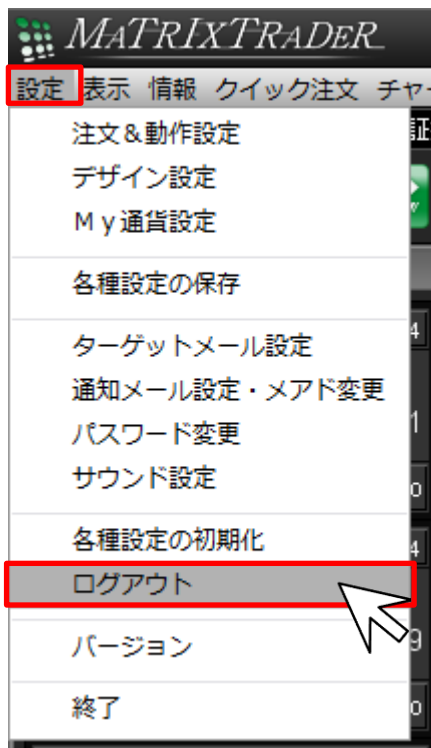 MATRIXTRADER
設定 表示 情報 クイック注文 チャー
証
注文&動作設定
デザイン設定
My通貨設定
各種設定の保存
ターゲットメール設定
4
通知メール設定・メアド変更
1
パスワード変更
サウンド設定
o
各種設定の初期化
4
ログアウト
9
バージョン
終了
o